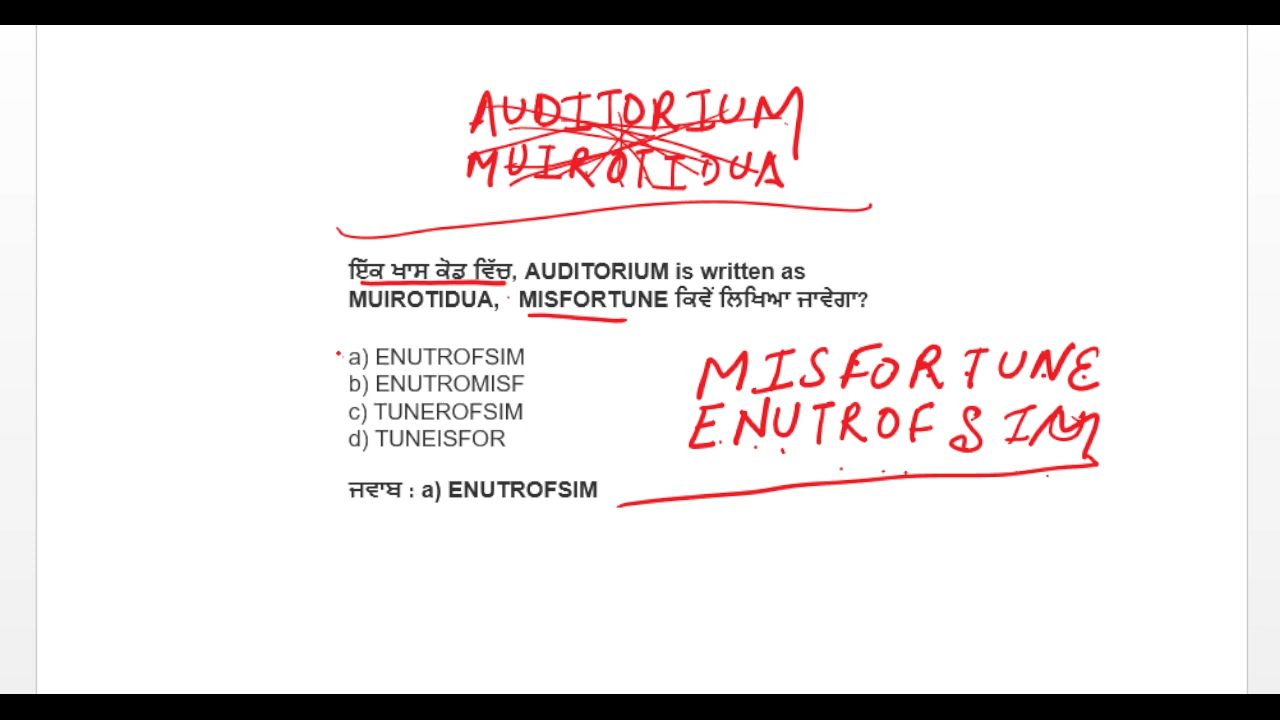 AUDITORIUM
MUIROTIDUA
ਇੱਕ ਖਾਸ ਕੋਡ ਵਿੱਚ, AUDITORIUM is written as
MUIROTIDUA, MISFORTUNE ਕਿਵੇਂ ਲਿਖਿਆ ਜਾਵੇਗਾ?
a) ENUTROFSIM
b) ENUTROMISF
c) TUNEROFSIM
d) TUNEISFOR
MISFORTUNE
ENUTROFSIM
ਜਵਾਬ : a) ENUTROFSIM